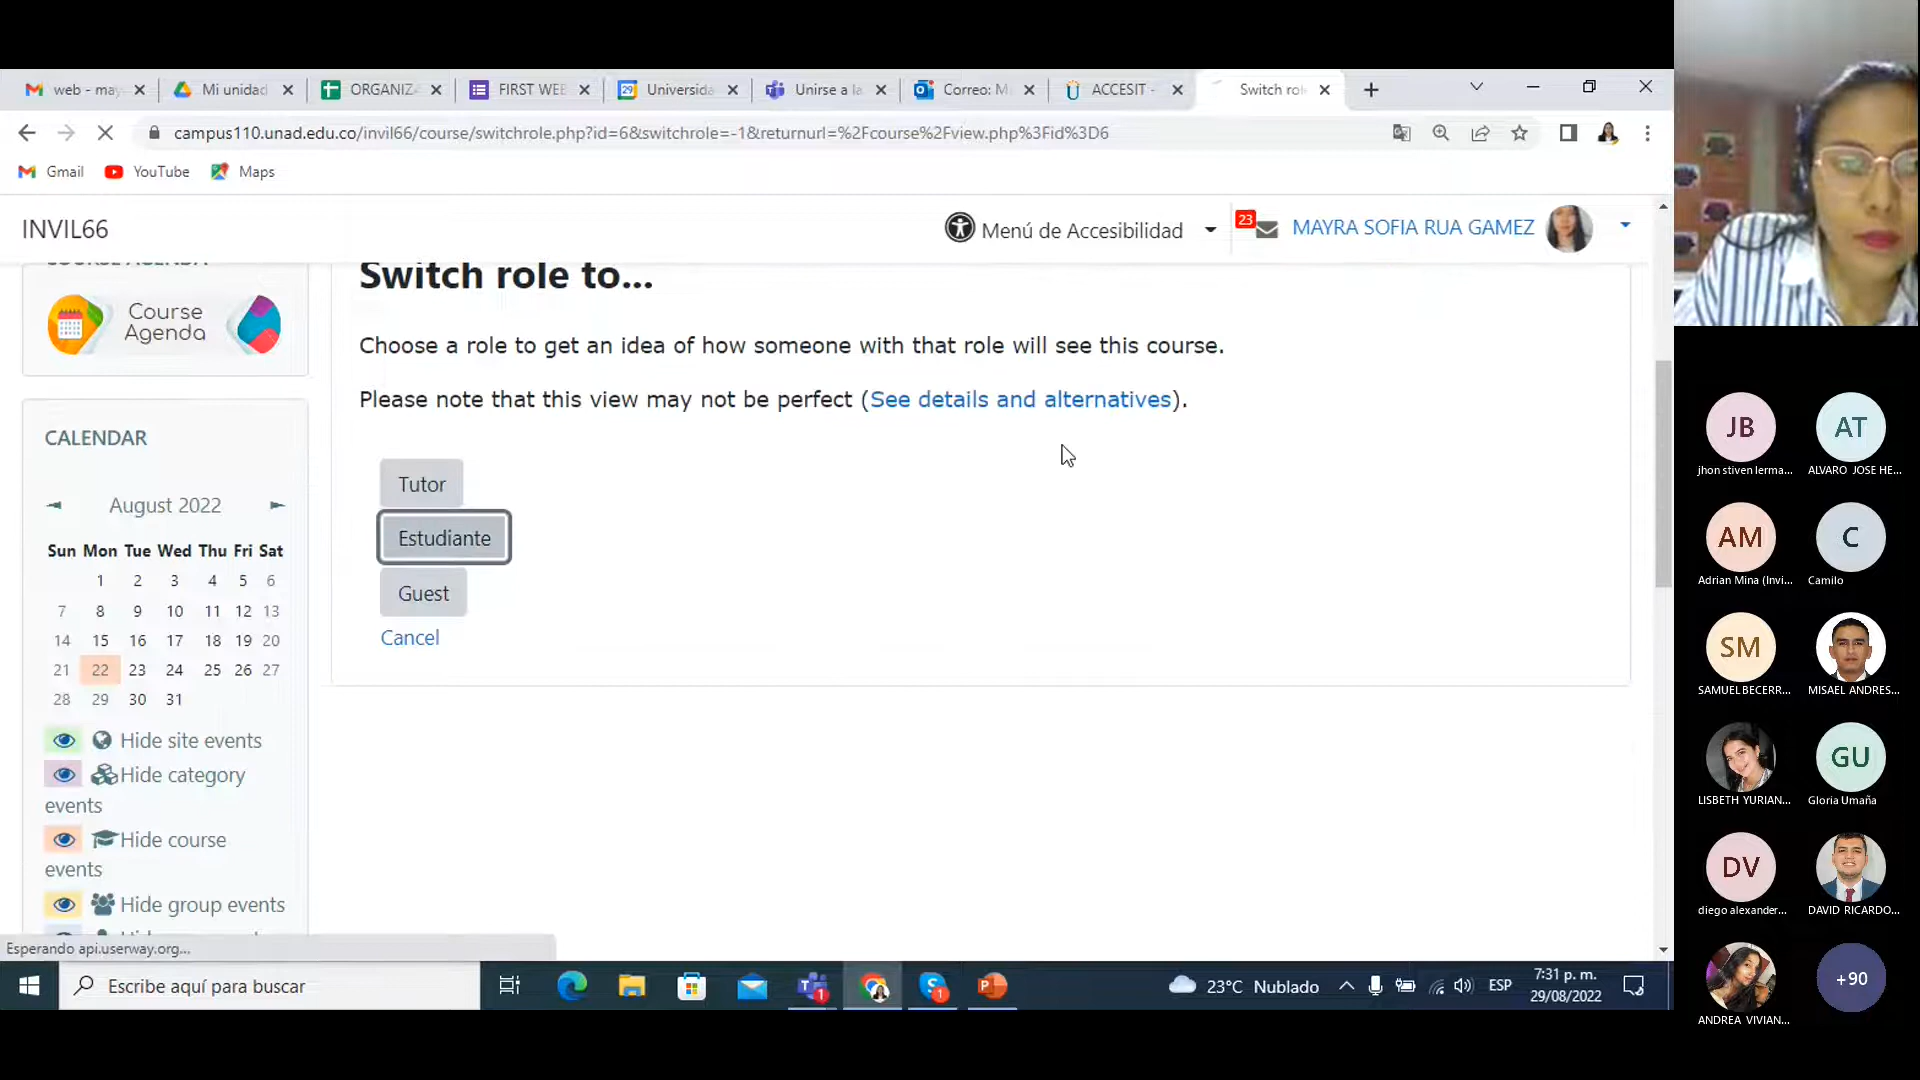 web - may
Mi unidad
ORGANIZA
FIRST WEB
Universida
Unirse a la
Correo: M
ACCESIT -
Switch rol
campus110.unad.edu.co/invil66/course/switchrole.php?id=6&switchrole=-1&returnurl=%2Fcourse%2Fview.php%3Fid%3D6
Gmail YouTube Maps
INVIL66
Menú de Accesibilidad
23
MAYRA SOFIA RUA GAMEZ
COURSE AGENDA
Course
Agenda
CALENDAR
◄ August 2022 ►
Sun Mon Tue Wed Thu Fri Sat
1 2 3 4 5 6
7 8 9 10 11 12 13
14 15 16 17 18 19 20
21 22 23 24 25 26 27
28 29 30 31
Hide site events
Hide category
events
Hide course
events
Hide group events
Switch role to...
Choose a role to get an idea of how someone with that role will see this course.
Please note that this view may not be perfect (See details and alternatives).
Tutor
Estudiante
Guest
Cancel
Esperando api.userway.org...
Escribe aquí para buscar
1
1
23°C Nublado
ESP
7:31 p. m.
29/08/2022
JB
jhon stiven lerma...
AT
ALVARO JOSE HE...
AM
Adrian Mina (Invi...
C
Camilo
SM
SAMUEL BECERR...
MISAEL ANDRES...
LISBETH YURIAN...
GU
Gloria Umaña
DV
diego alexander...
DAVID RICARDO...
ANDREA VIVIAN...
+90